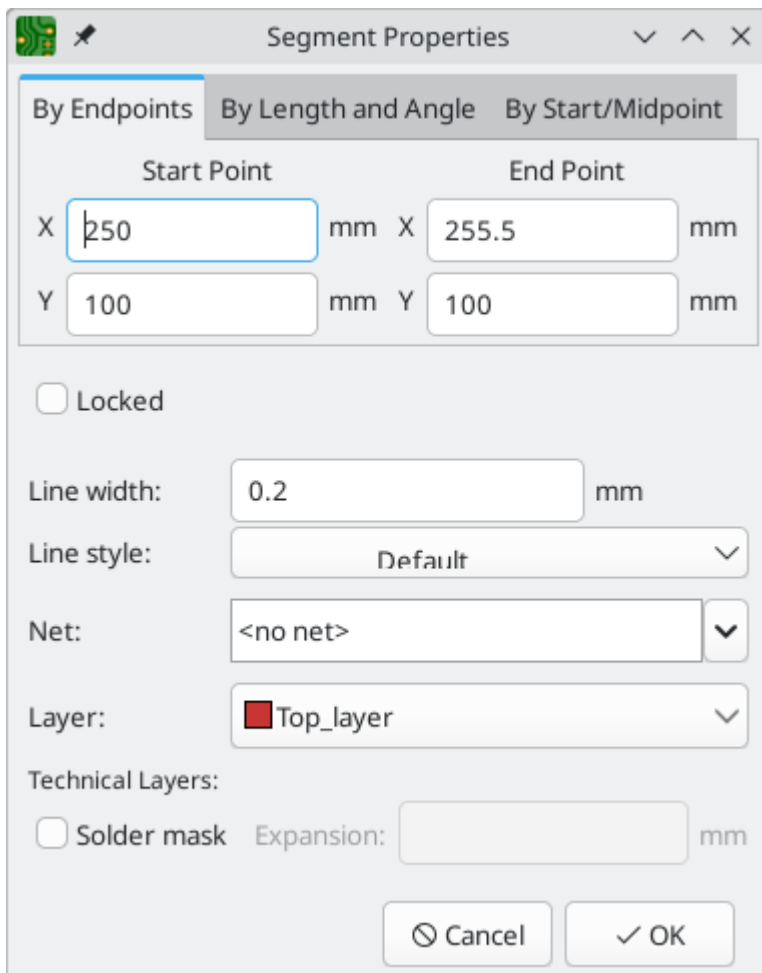 Segment Properties
By Endpoints By Length and Angle By Start/Midpoint
Start Point End Point
X 250 mm X 255.5 mm
Y 100 mm Y 100 mm
Locked
Line width: 0.2 mm
Line style: Default
Net: <no net>
Layer: Top_layer
Technical Layers:
Solder mask Expansion: mm
Cancel OK